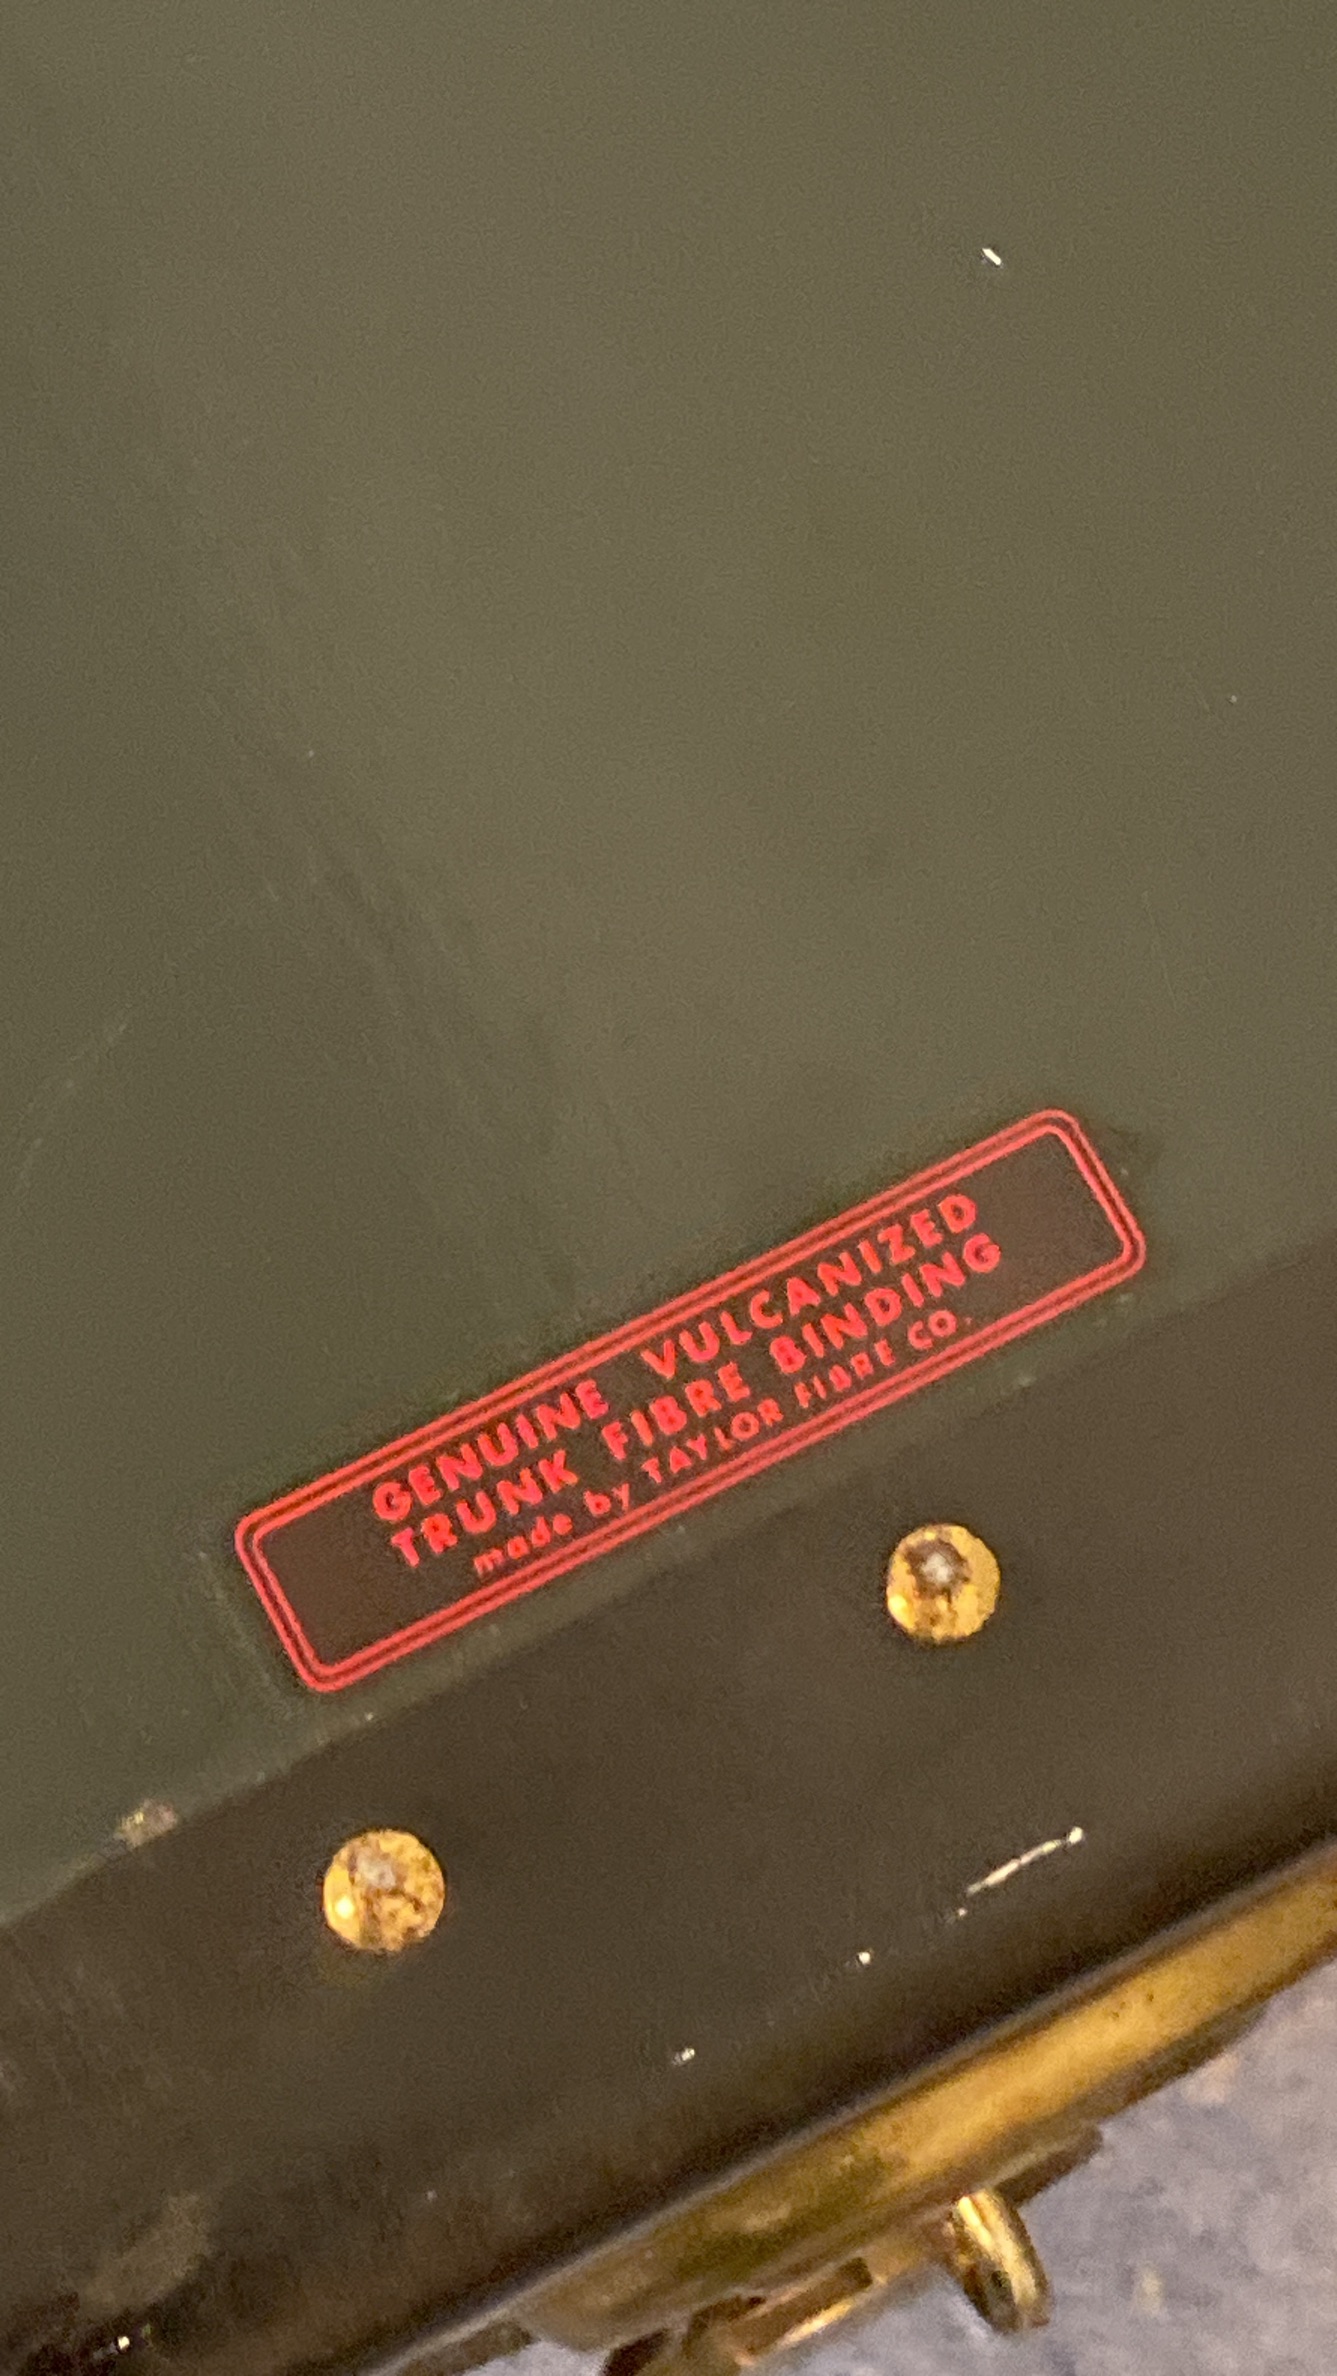 GENUINE VULCANIZED
TRUNK FIBRE BINDING
made by TAYLOR FIBRE CO.